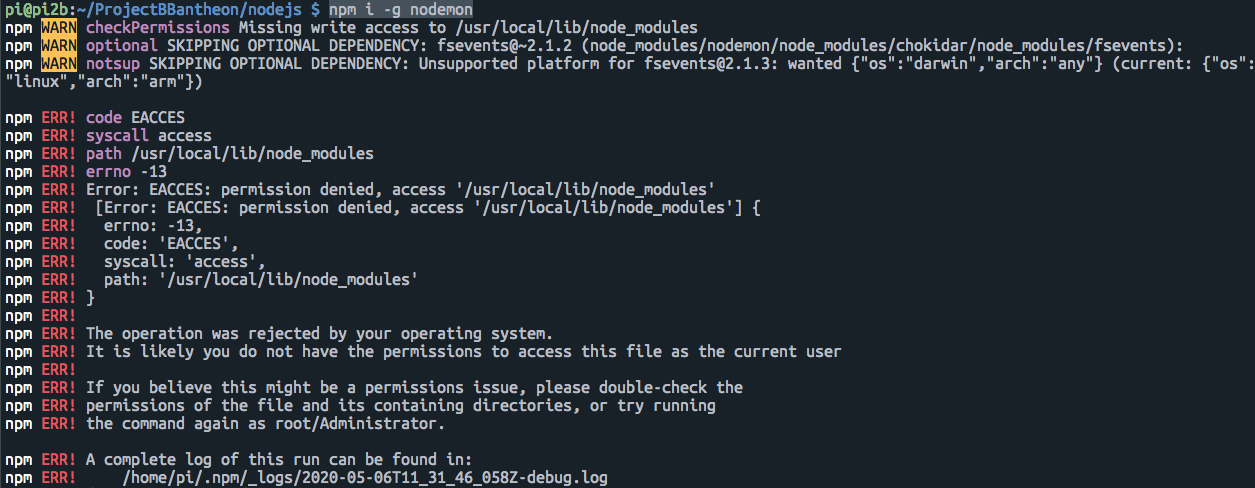 pi@pi2b:~/ProjectBBantheon/nodejs $ npm i -g nodemon
npm WARN checkPermissions Missing write access to /usr/local/lib/node_modules
npm WARN optional SKIPPING OPTIONAL DEPENDENCY: fsevents@~2.1.2 (node_modules/nodemon/node_modules/chokidar/node_modules/fsevents):
npm WARN notsup SKIPPING OPTIONAL DEPENDENCY: Unsupported platform for fsevents@2.1.3: wanted {"os":"darwin","arch":"any"} (current: {"os":
"linux","arch":"arm"})
npm ERR! code EACCES
npm ERR! syscall access
npm ERR! path /usr/local/lib/node_modules
npm ERR! errno -13
npm ERR! Error: EACCES: permission denied, access '/usr/local/lib/node_modules'
npm ERR!  [Error: EACCES: permission denied, access '/usr/local/lib/node_modules'] {
npm ERR!   errno: -13,
npm ERR!   code: 'EACCES',
npm ERR!   syscall: 'access',
npm ERR!   path: '/usr/local/lib/node_modules'
npm ERR! }
npm ERR!
npm ERR! The operation was rejected by your operating system.
npm ERR! It is likely you do not have the permissions to access this file as the current user
npm ERR!
npm ERR! If you believe this might be a permissions issue, please double-check the
npm ERR! permissions of the file and its containing directories, or try running
npm ERR! the command again as root/Administrator.
npm ERR! A complete log of this run can be found in:
npm ERR!     /home/pi/.npm/_logs/2020-05-06T11_31_46_058Z-debug.log